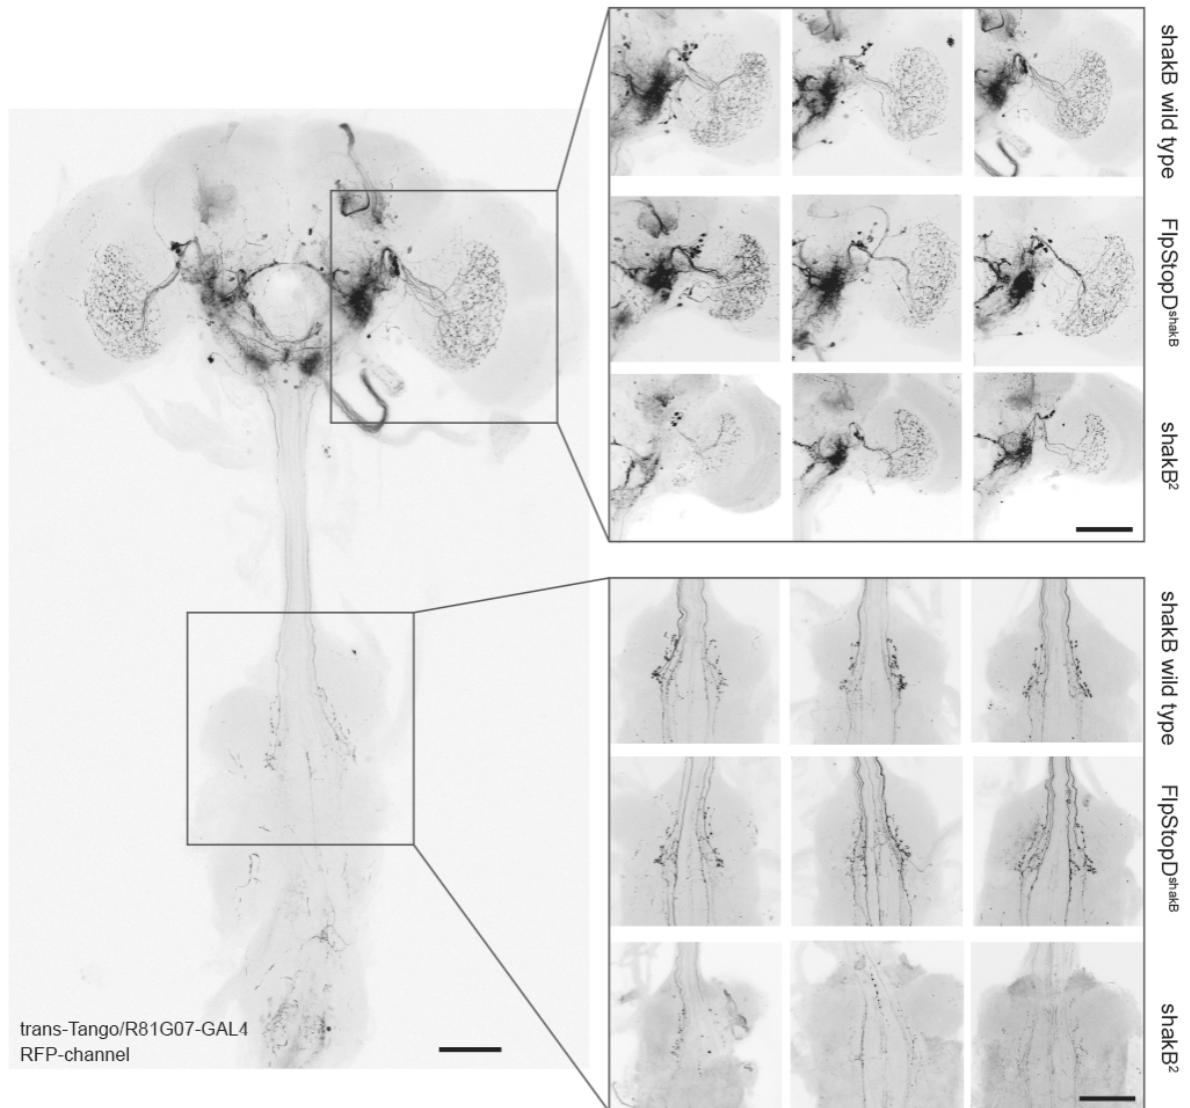 shakB wild type
FlpStopDshakB
shakB2
shakB wild type
FlpStopDshakB
shakB2
trans-Tango/R81G07-GAL4
RFP-channel